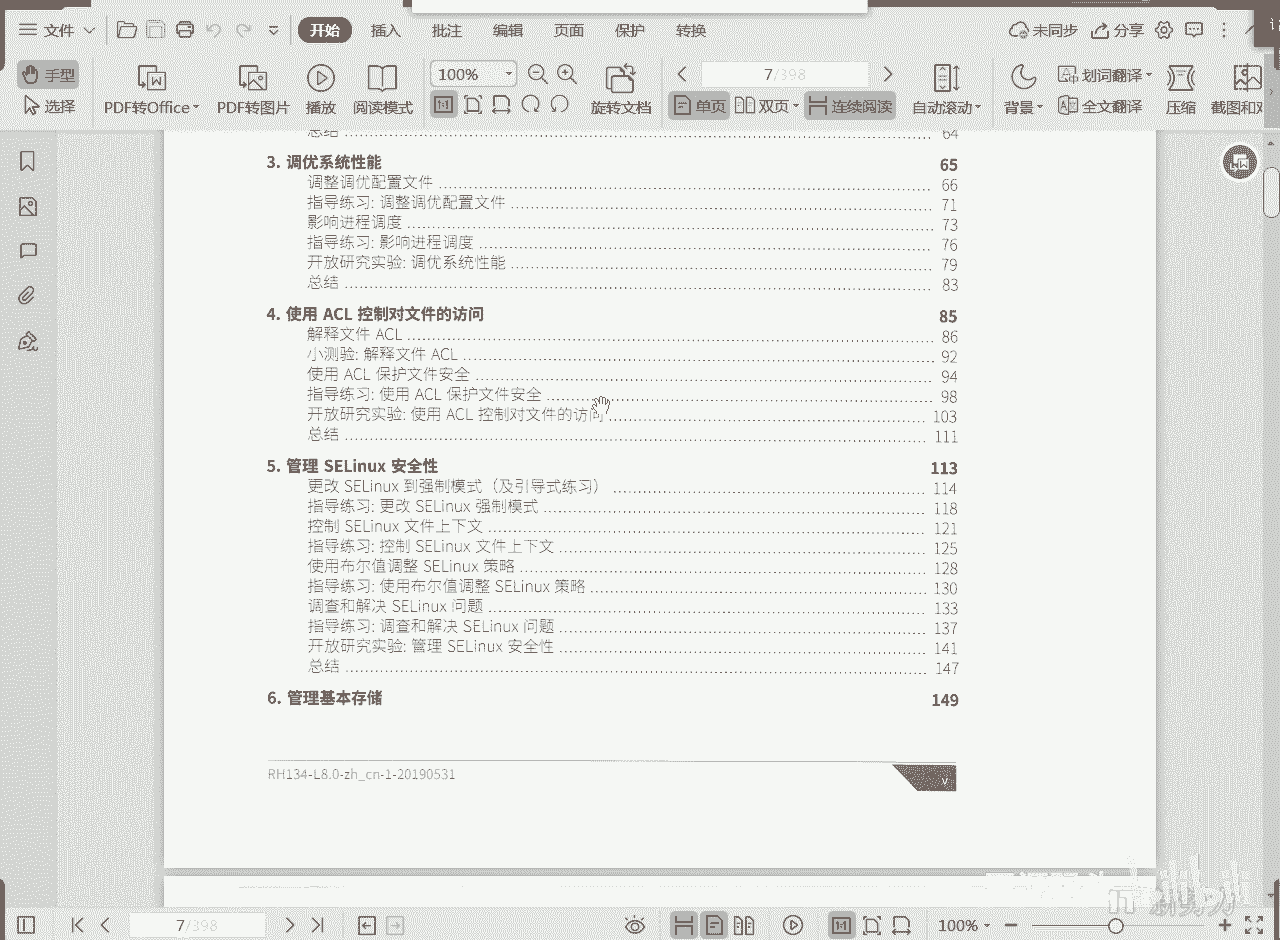 文件 开始 插入 批注 编辑 页面 保护 转换 未同步 分享
手型 100% 7/398 划词翻译
选择 PDF转Office PDF转图片 播放 阅读模式 旋转文档 单页 双页 连续阅读 自动滚动 背景 全文翻译 压缩 截图和对
总结 64
3. 调优系统性能 65
调整调优配置文件 66
指导练习: 调整调优配置文件 71
影响进程调度 73
指导练习: 影响进程调度 76
开放研究实验: 调优系统性能 79
总结 83
4. 使用 ACL 控制对文件的访问 85
解释文件 ACL 86
小测验: 解释文件 ACL 92
使用 ACL 保护文件安全 94
指导练习: 使用 ACL 保护文件安全 98
开放研究实验: 使用 ACL 控制对文件的访问 103
总结 111
5. 管理 SELinux 安全性 113
更改 SELinux 到强制模式（及引导式练习） 114
指导练习: 更改 SELinux 强制模式 118
控制 SELinux 文件上下文 121
指导练习: 控制 SELinux 文件上下文 125
使用布尔值调整 SELinux 策略 128
指导练习: 使用布尔值调整 SELinux 策略 130
调查和解决 SELinux 问题 133
指导练习: 调查和解决 SELinux 问题 137
开放研究实验: 管理 SELinux 安全性 141
总结 147
6. 管理基本存储 149
RH134-L8.0-zh_cn-1-20190531 v
7/398 100%